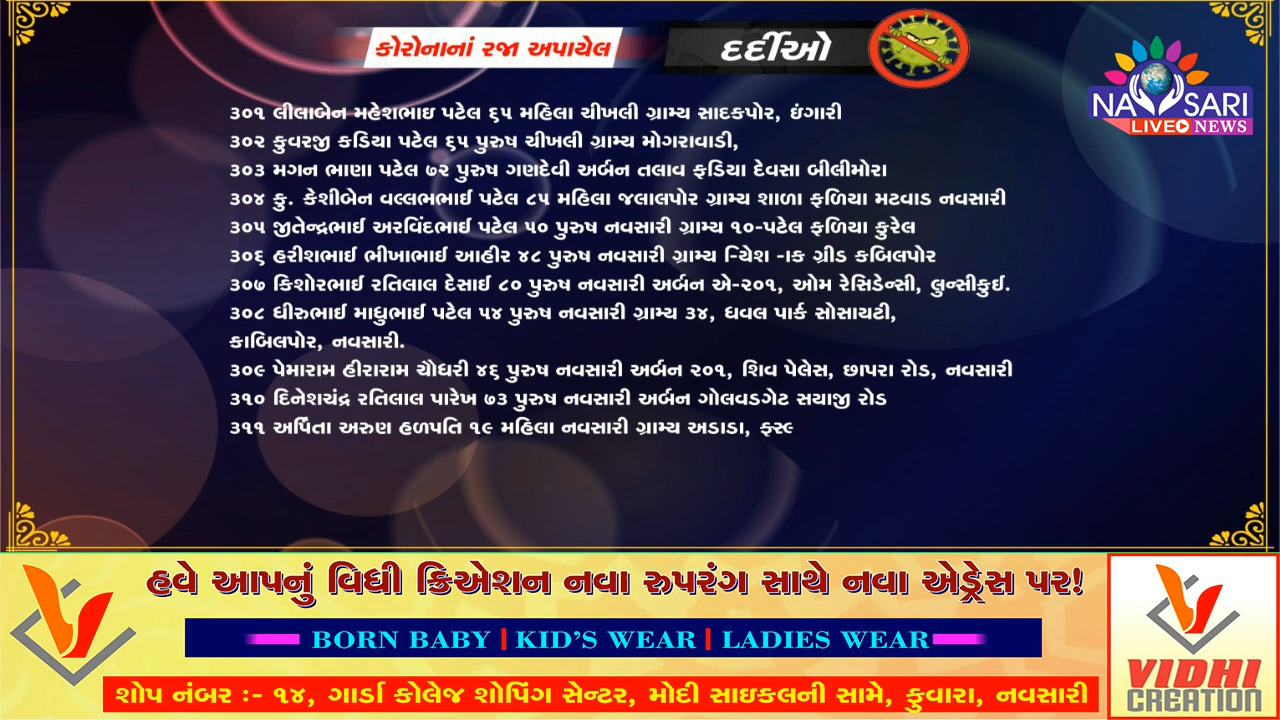 કોરોનાનાં રજા અપાયેલ દર્દીઓ
NAVSARI
LIVE NEWS
૩૦૧ લીલાબેન મહેશભાઇ પટેલ ૬૫ મહિલા ચીખલી ગ્રામ્ય સાદકપોર, ઇંગારી
૩૦૨ કુવરજી કડિયા પટેલ ૬૫ પુરુષ ચીખલી ગ્રામ્ય મોગરાવાડી,
૩૦૩ મગન ભાણા પટેલ ૭૨ પુરુષ ગણદેવી અર્બન તલાવ ફડિયા દેવસા બીલીમોરા
૩૦૪ કુ. કેશીબેન વલ્લભભાઈ પટેલ ૮૫ મહિલા જલાલપોર ગ્રામ્ય શાળા ફળિયા મટવાડ નવસારી
૩૦૫ જીતેન્દ્રભાઈ અરવિંદભાઈ પટેલ ૫૦ પુરુષ નવસારી ગ્રામ્ય ૧૦-પટેલ ફળિયા કુરેલ
૩૦૬ હરીશભાઈ ભીખાભાઈ આહીર ૪૮ પુરુષ નવસારી ગ્રામ્ય ગ્રીડ કબિલપોર
૩૦૭ કિશોરભાઈ રતિલાલ દેસાઈ ૮૦ પુરુષ નવસારી અર્બન એ-૨૦૧, ઓમ રેસિડેન્સી, લુન્સીકુઈ.
૩૦૮ ધીરુભાઈ માધુભાઈ પટેલ ૫૪ પુરુષ નવસારી ગ્રામ્ય ૩૪, ધવલ પાર્ક સોસાયટી,
કાબિલપોર, નવસારી.
૩૦૯ પેમારામ હીરારામ ચૌધરી ૪૬ પુરુષ નવસારી અર્બન ૨૦૧, શિવ પેલેસ, છાપરા રોડ, નવસારી
૩૧૦ દિનેશચંદ્ર રતિલાલ પારેખ ૭૩ પુરુષ નવસારી અર્બન ગોલવડગેટ સયાજી રોડ
૩૧૧ અર્પિતા અરુણ હળપતિ ૧૯ મહિલા નવસારી ગ્રામ્ય અડાડા,
હવે આપનું વિધી ક્રિએશન નવા રુપરંગ સાથે નવા એડ્રેસ પર!
BORN BABY | KID'S WEAR | LADIES WEAR
શોપ નંબર :- ૧૪, ગાર્ડા કોલેજ શોપિંગ સેન્ટર, મોદી સાઇકલની સામે, ફુવારા, નવસારી
VIDHI
CREATION